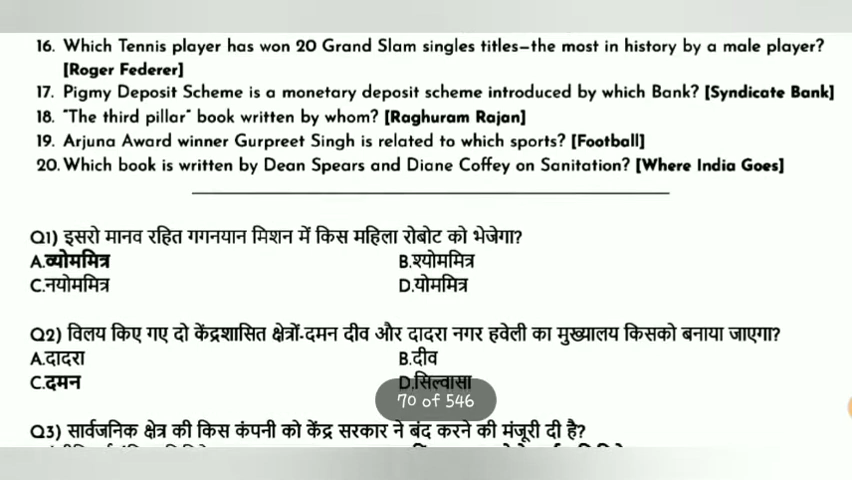 16. Which Tennis player has won 20 Grand Slam singles titles–the most in history by a male player?
[Roger Federer]
17. Pigmy Deposit Scheme is a monetary deposit scheme introduced by which Bank? [Syndicate Bank]
18. "The third pillar" book written by whom? [Raghuram Rajan]
19. Arjuna Award winner Gurpreet Singh is related to which sports? [Football]
20. Which book is written by Dean Spears and Diane Coffey on Sanitation? [Where India Goes]
Q1) इसरो मानव रहित गगनयान मिशन में किस महिला रोबोट को भेजेगा?
A.व्योममित्र B.श्योममित्र
C.नयोममित्र D.योममित्र
Q2) विलय किए गए दो केंद्रशासित क्षेत्रों-दमन दीव और दादरा नगर हवेली का मुख्यालय किसको बनाया जाएगा?
A.दादरा B.दीव
C.दमन D.सिल्वासा
70 of 546
Q3) सार्वजनिक क्षेत्र की किस कंपनी को केंद्र सरकार ने बंद करने की मंजूरी दी है?